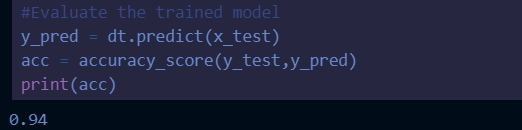 #Evaluate the trained model
y_pred = dt.predict(x_test)
acc = accuracy_score(y_test,y_pred)
print(acc)
0.94